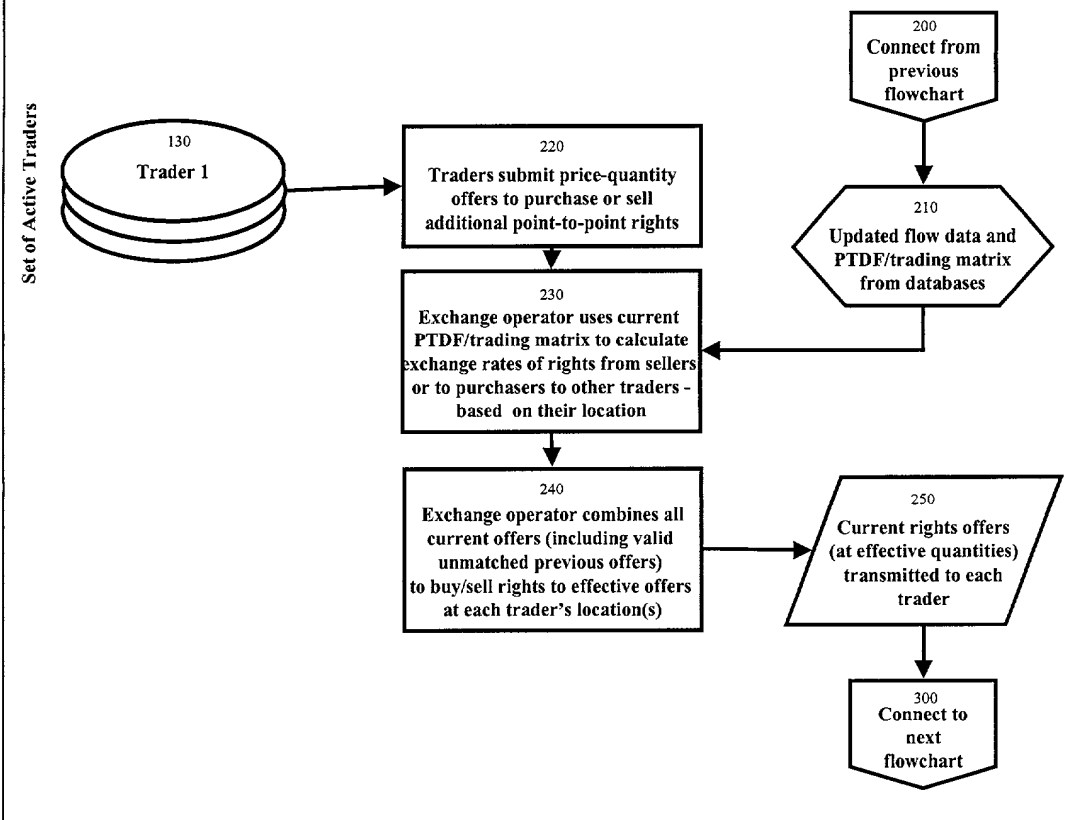 Set of Active Traders
130
Trader 1
220
Traders submit price-quantity
offers to purchase or sell
additional point-to-point rights
200
Connect from
previous
flowchart
210
Updated flow data and
PTDF/trading matrix
from databases
230
Exchange operator uses current
PTDF/trading matrix to calculate
exchange rates of rights from sellers
or to purchasers to other traders -
based on their location
240
Exchange operator combines all
current offers (including valid
unmatched previous offers)
to buy/sell rights to effective offers
at each trader's location(s)
250
Current rights offers
(at effective quantities)
transmitted to each
trader
300
Connect to
next
flowchart